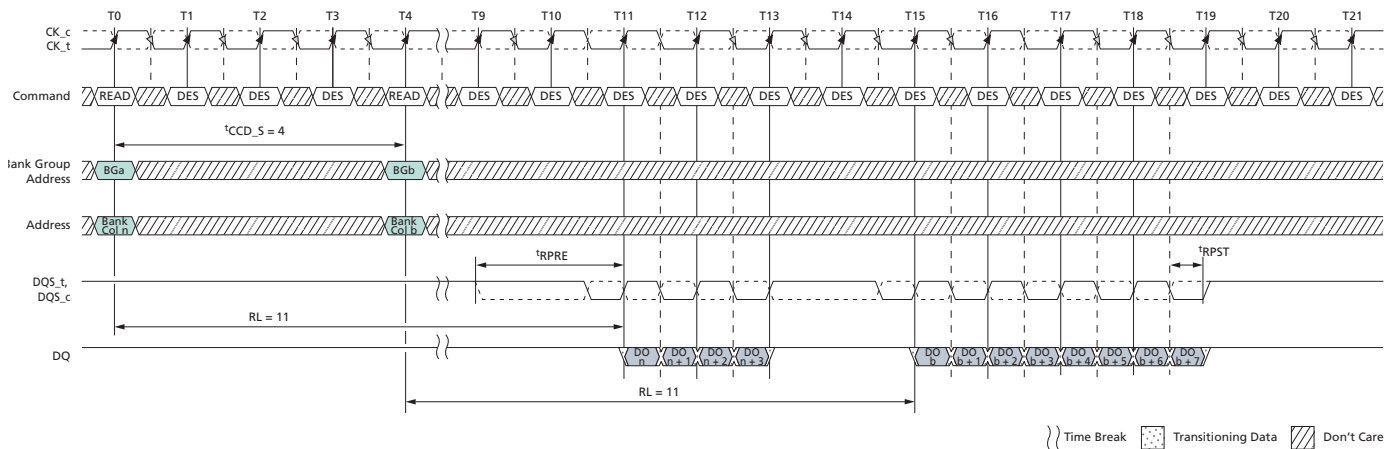 T0 T1 T2 T3 T4 T9 T10 T11 T12 T13 T14 T15 T16 T17 T18 T19 T20 T21
CK_c
CK_t
Command READ DES DES DES READ DES DES DES DES DES DES DES DES DES DES DES DES DES
tCCD_S = 4
Bank Group
Address
BGa BGb
Address
Bank
Col n
Bank
Col b
tRPRE tRPST
DQS_t,
DQS_c
RL = 11
DQ
DO
n
DO
n + 1
DO
n + 2
DO
n + 3
DO
b
DO
b + 1
DO
b + 2
DO
b + 3
DO
b + 4
DO
b + 5
DO
b + 6
DO
b + 7
RL = 11
Time Break Transitioning Data Don't Care